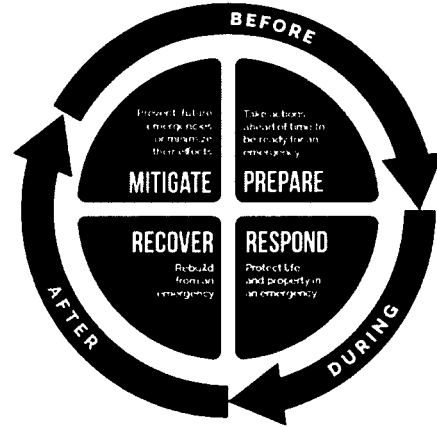 BEFORE
Prevent future
emergencies
or minimize
their effects
MITIGATE
Take actions
ahead of time to
be ready for an
emergency
PREPARE
RECOVER
Rebuild
from an
emergency
RESPOND
Protect life
and property in
an emergency
AFTER
DURING